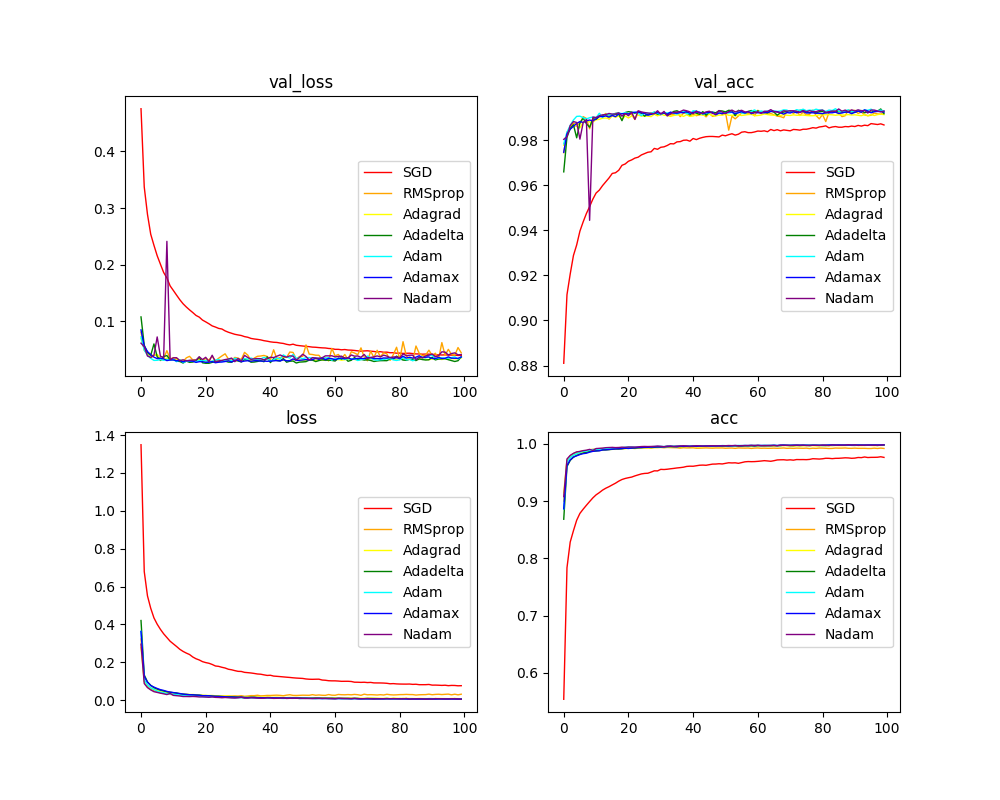 val_loss
0.4
0.3
0.2
0.1
0 20 40 60 80 100
SGD
RMSprop
Adagrad
Adadelta
Adam
Adamax
Nadam
val_acc
0.98
0.96
0.94
0.92
0.90
0.88
0 20 40 60 80 100
SGD
RMSprop
Adagrad
Adadelta
Adam
Adamax
Nadam
loss
1.4
1.2
1.0
0.8
0.6
0.4
0.2
0.0
0 20 40 60 80 100
SGD
RMSprop
Adagrad
Adadelta
Adam
Adamax
Nadam
acc
1.0
0.9
0.8
0.7
0.6
0 20 40 60 80 100
SGD
RMSprop
Adagrad
Adadelta
Adam
Adamax
Nadam